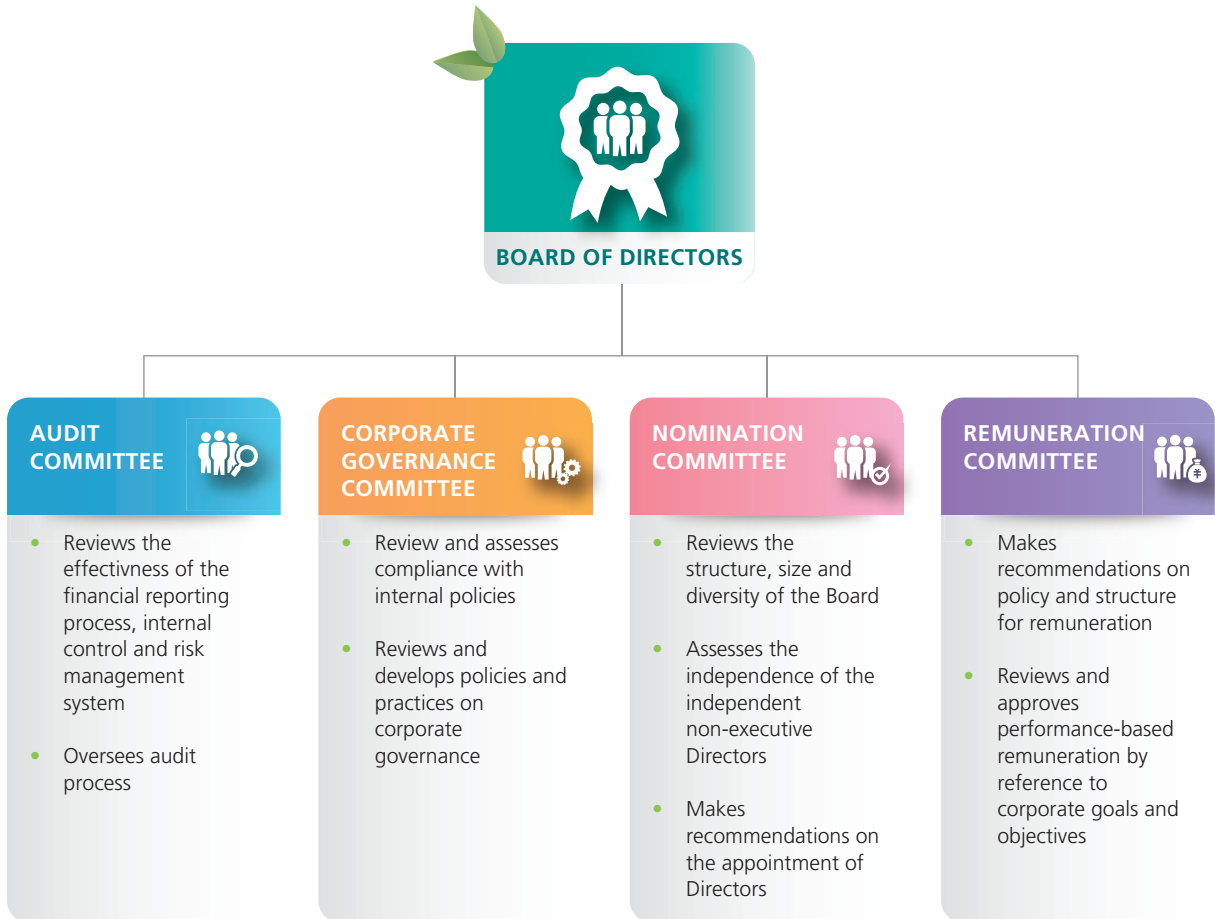 BOARD OF DIRECTORS
AUDIT
COMMITTEE
• Reviews the
effectivness of the
financial reporting
process, internal
control and risk
management
system
• Oversees audit
process
CORPORATE
GOVERNANCE
COMMITTEE
• Review and assesses
compliance with
internal policies
• Reviews and
develops policies and
practices on
corporate
governance
NOMINATION
COMMITTEE
• Reviews the
structure, size and
diversity of the Board
• Assesses the
independence of the
independent
non-executive
Directors
• Makes
recommendations on
the appointment of
Directors
REMUNERATION
COMMITTEE
¥
• Makes
recommendations on
policy and structure
for remuneration
• Reviews and
approves
performance-based
remuneration by
reference to
corporate goals and
objectives